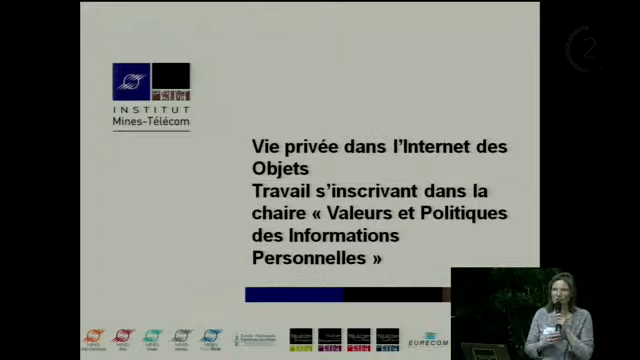 INSTITUT
Mines-Télécom
Vie privée dans l'Internet des
Objets
Travail s'inscrivant dans la
chaire « Valeurs et Politiques
des Informations
Personnelles »
EURECOM
2